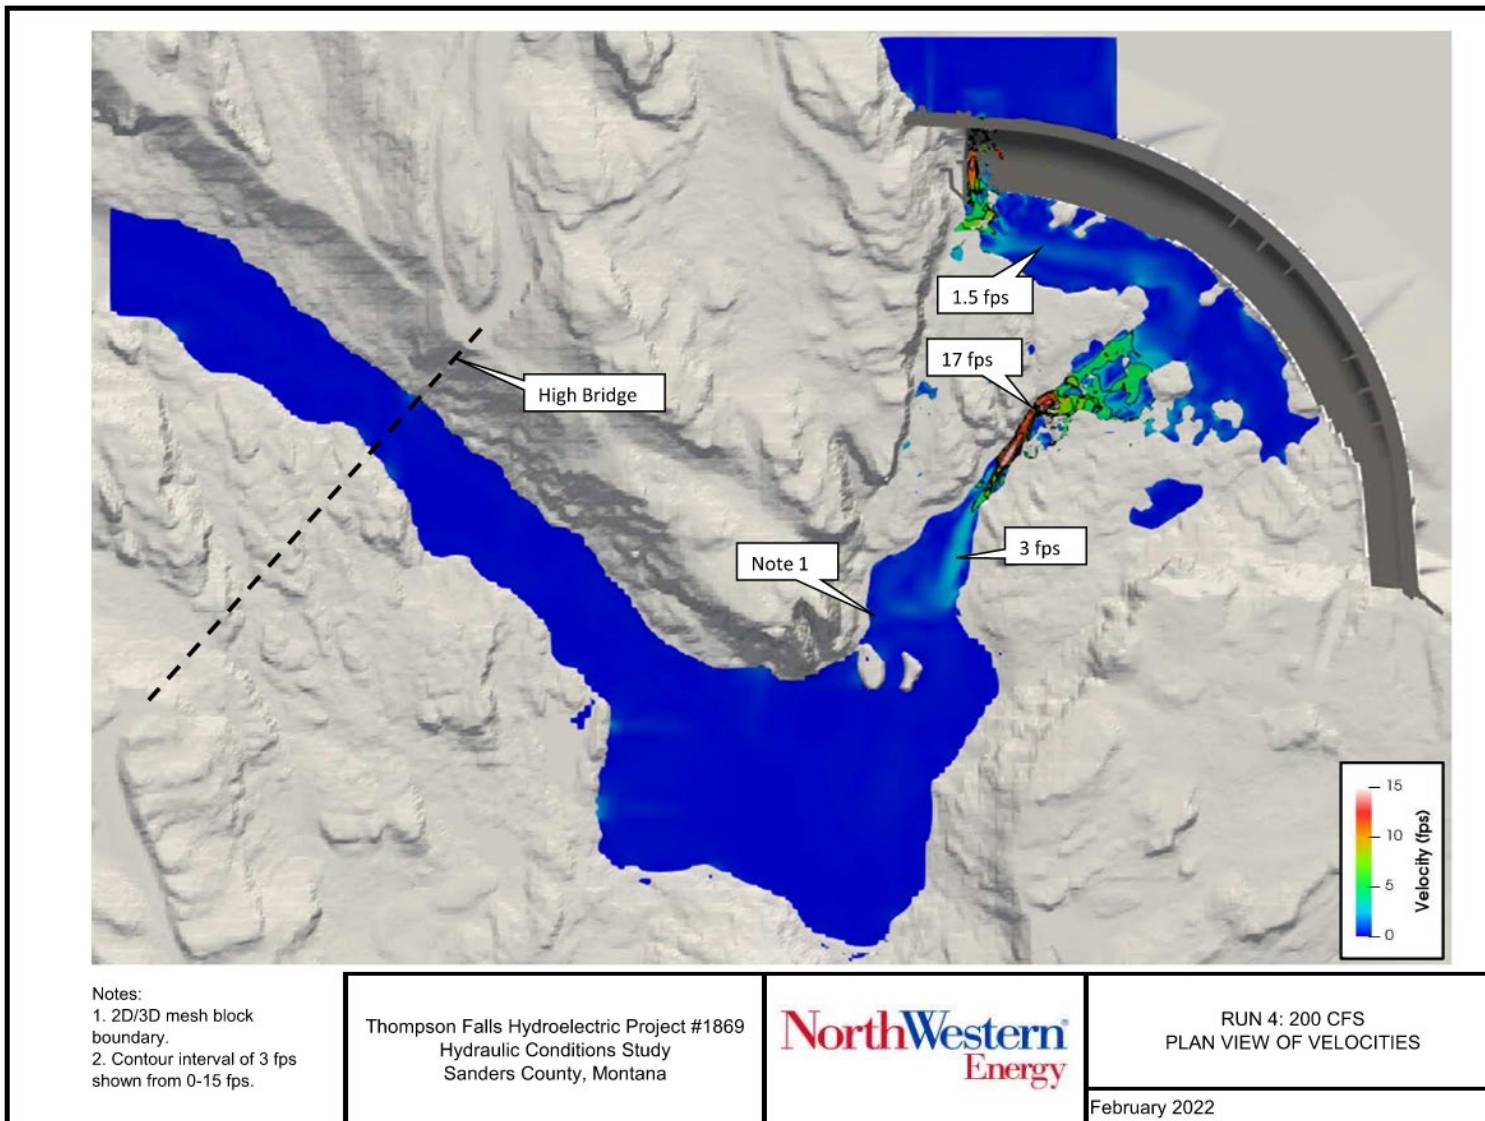 1.5 fps
17 fps
High Bridge
3 fps
Note 1
15
10
5
0
Velocity (fps)
Notes:
1. 2D/3D mesh block
boundary.
2. Contour interval of 3 fps
shown from 0-15 fps.
Thompson Falls Hydroelectric Project #1869
Hydraulic Conditions Study
Sanders County, Montana
NorthWestern®
Energy
RUN 4: 200 CFS
PLAN VIEW OF VELOCITIES
February 2022